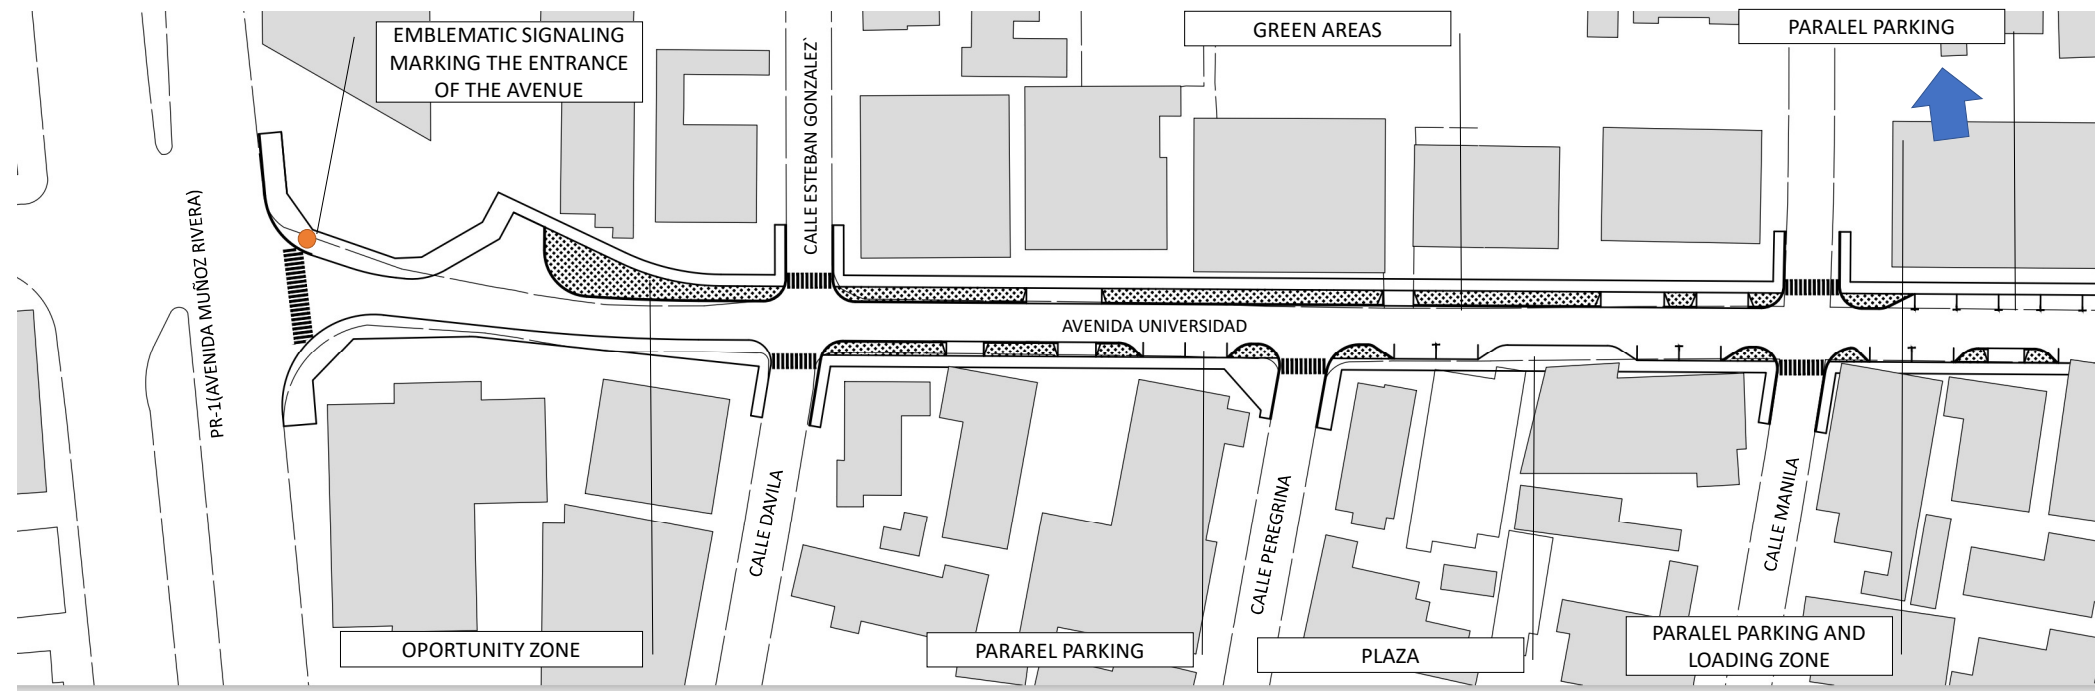 EMBLEMATIC SIGNALING
MARKING THE ENTRANCE
OF THE AVENUE
CALLE ESTEBAN GONZALEZ`
GREEN AREAS
PARALEL PARKING
PR-1(AVENIDA MUÑOZ RIVERA)
AVENIDA UNIVERSIDAD
CALLE DAVILA
CALLE PEREGRINA
CALLE MANILA
OPORTUNITY ZONE
PARAREL PARKING
PLAZA
PARALEL PARKING AND
LOADING ZONE